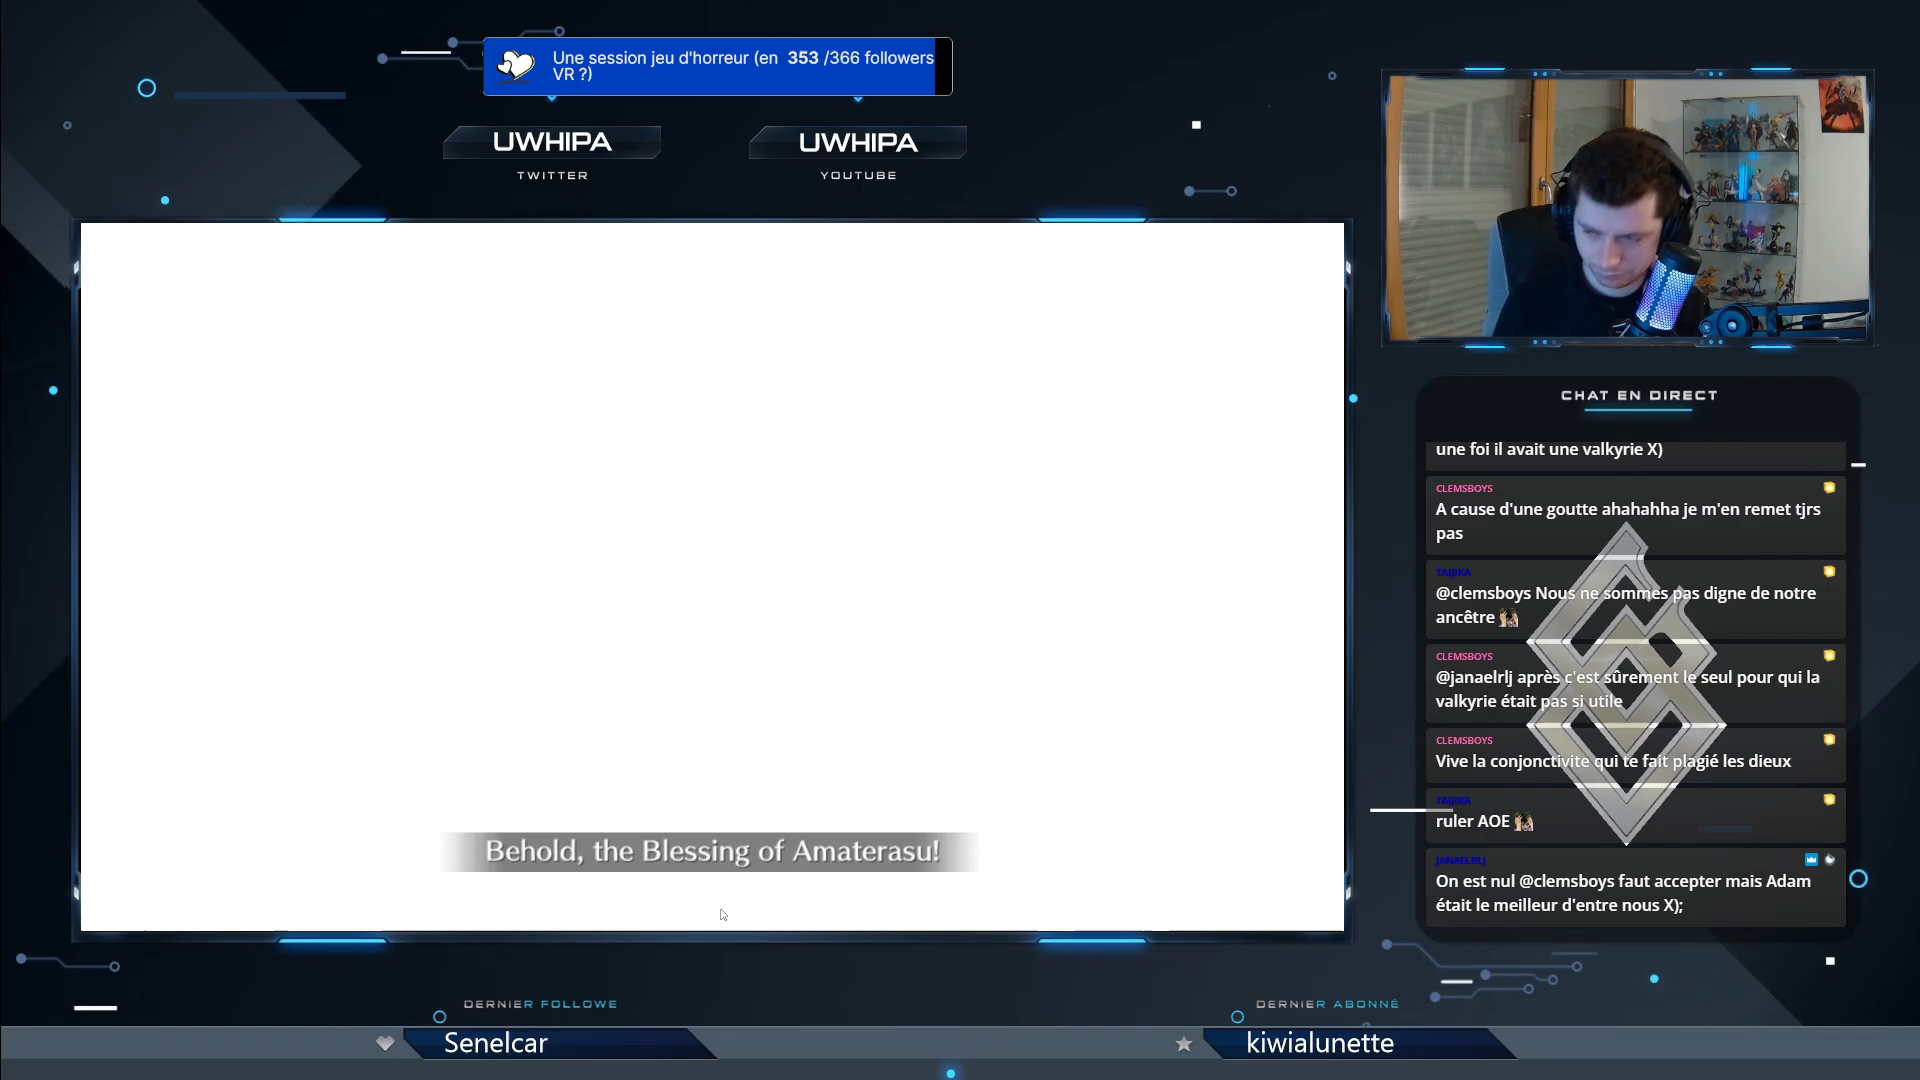 Une session jeu d'horreur (en 353 /366 followers
VR ?)
UWHIPA
TWITTER
UWHIPA
YOUTUBE
Behold, the Blessing of Amaterasu!
CHAT EN DIRECT
une foi il avait une valkyrie X)
CLEMSBOYS
A cause d'une goutte ahahahha je m'en remet tjrs
pas
TAIJIKA
@clemsboys Nous ne sommes pas digne de notre
ancêtre
CLEMSBOYS
@janaelrlj après c'est sûrement le seul pour qui la
valkyrie était pas si utile
CLEMSBOYS
Vive la conjonctivite qui te fait plagié les dieux
TAIJIKA
ruler AOE
JANAELRLJ
On est nul @clemsboys faut accepter mais Adam
était le meilleur d'entre nous X);
DERNIER FOLLOWE
Senelcar
DERNIER ABONNÉ
kiwialunette